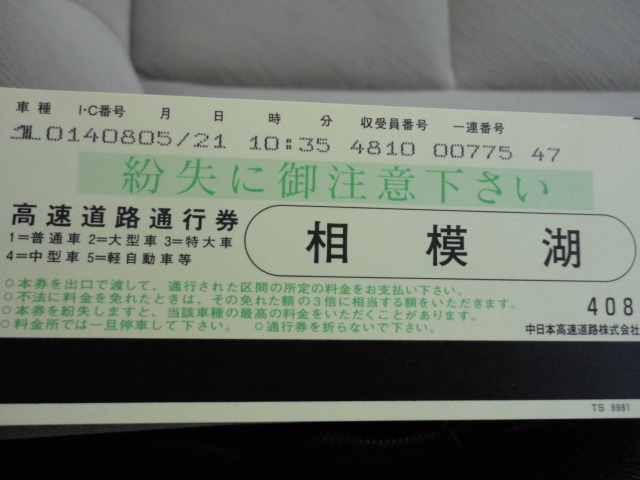 車種 I・C番号 月 日 時 分 収受員番号 一連番号
1L0140805/21 10:35 4810 00775 47
紛失に御注意下さい
高速道路通行券
1=普通車 2=大型車 3=特大車
4=中型車 5=軽自動車等
相模湖
○本券を出口で渡して、通行された区間の所定の料金をお支払い下さい。
○不法に料金を免れたときは、その免れた額の3倍に相当する額をいただきます。
○本券を紛失しますと、当該車種の最高の料金をいただくことがあります。
○料金所では一旦停車して下さい。 ○通行券を折らないで下さい。
408
中日本高速道路株式会社
TS 9981